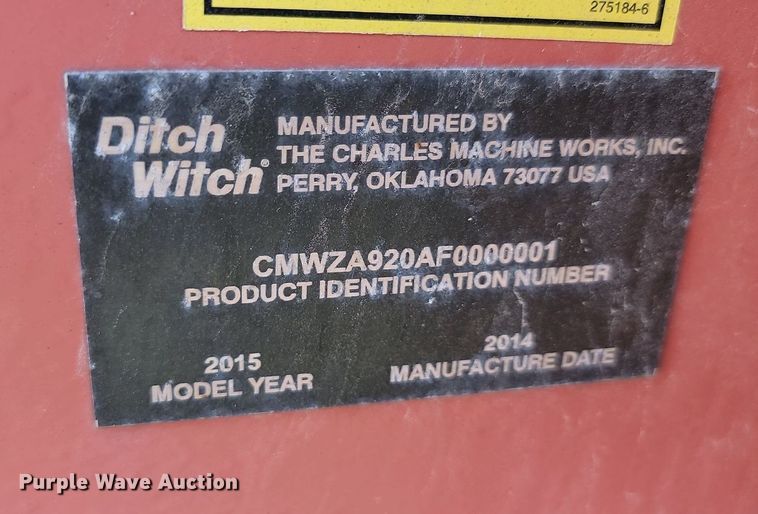 275184-6
Ditch
Witch®
MANUFACTURED BY
THE CHARLES MACHINE WORKS, INC.
PERRY, OKLAHOMA 73077 USA
CMWZA920AF0000001
PRODUCT IDENTIFICATION NUMBER
2015
MODEL YEAR
2014
MANUFACTURE DATE
Purple Wave Auction